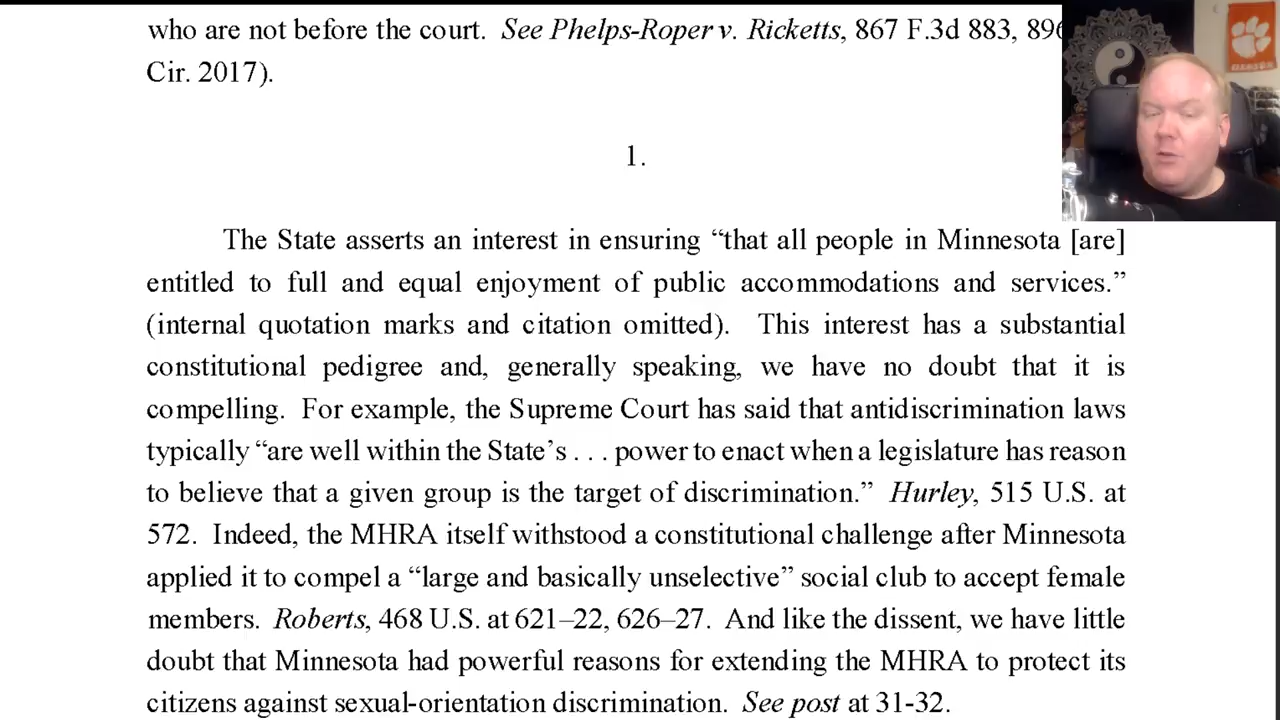 who are not before the court. See Phelps-Roper v. Ricketts, 867 F.3d 883, 896
Cir. 2017).
1.
The State asserts an interest in ensuring “that all people in Minnesota [are]
entitled to full and equal enjoyment of public accommodations and services.”
(internal quotation marks and citation omitted). This interest has a substantial
constitutional pedigree and, generally speaking, we have no doubt that it is
compelling. For example, the Supreme Court has said that antidiscrimination laws
typically “are well within the State’s . . . power to enact when a legislature has reason
to believe that a given group is the target of discrimination.” Hurley, 515 U.S. at
572. Indeed, the MHRA itself withstood a constitutional challenge after Minnesota
applied it to compel a “large and basically unselective” social club to accept female
members. Roberts, 468 U.S. at 621–22, 626–27. And like the dissent, we have little
doubt that Minnesota had powerful reasons for extending the MHRA to protect its
citizens against sexual-orientation discrimination. See post at 31-32.